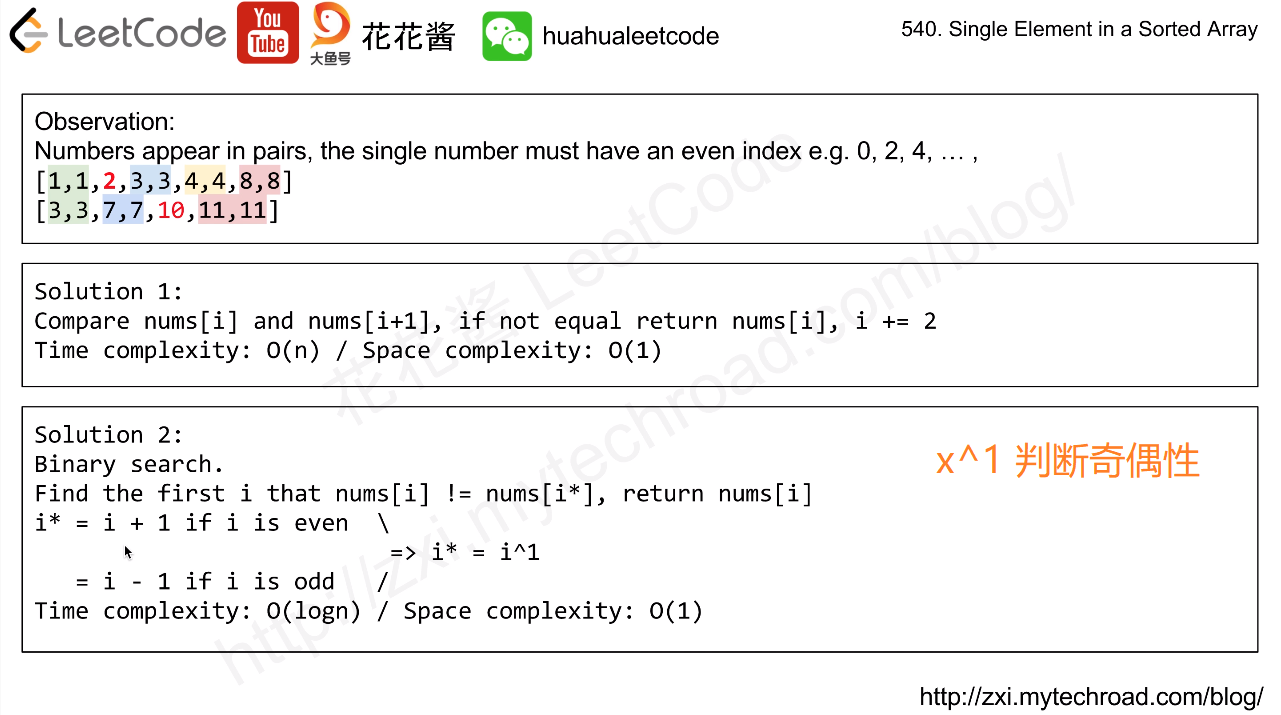 LeetCode You Tube 大鱼号 花花酱 huahualeetcode 540. Single Element in a Sorted Array
Observation:
Numbers appear in pairs, the single number must have an even index e.g. 0, 2, 4, … ,
[1,1,2,3,3,4,4,8,8]
[3,3,7,7,10,11,11]
Solution 1:
Compare nums[i] and nums[i+1], if not equal return nums[i], i += 2
Time complexity: O(n) / Space complexity: O(1)
Solution 2:
Binary search.
x^1 判断奇偶性
Find the first i that nums[i] != nums[i*], return nums[i]
i* = i + 1 if i is even \
=> i* = i^1
= i - 1 if i is odd /
Time complexity: O(logn) / Space complexity: O(1)
花花酱 LeetCode
http://zxi.mytechroad.com/blog/
http://zxi.mytechroad.com/blog/